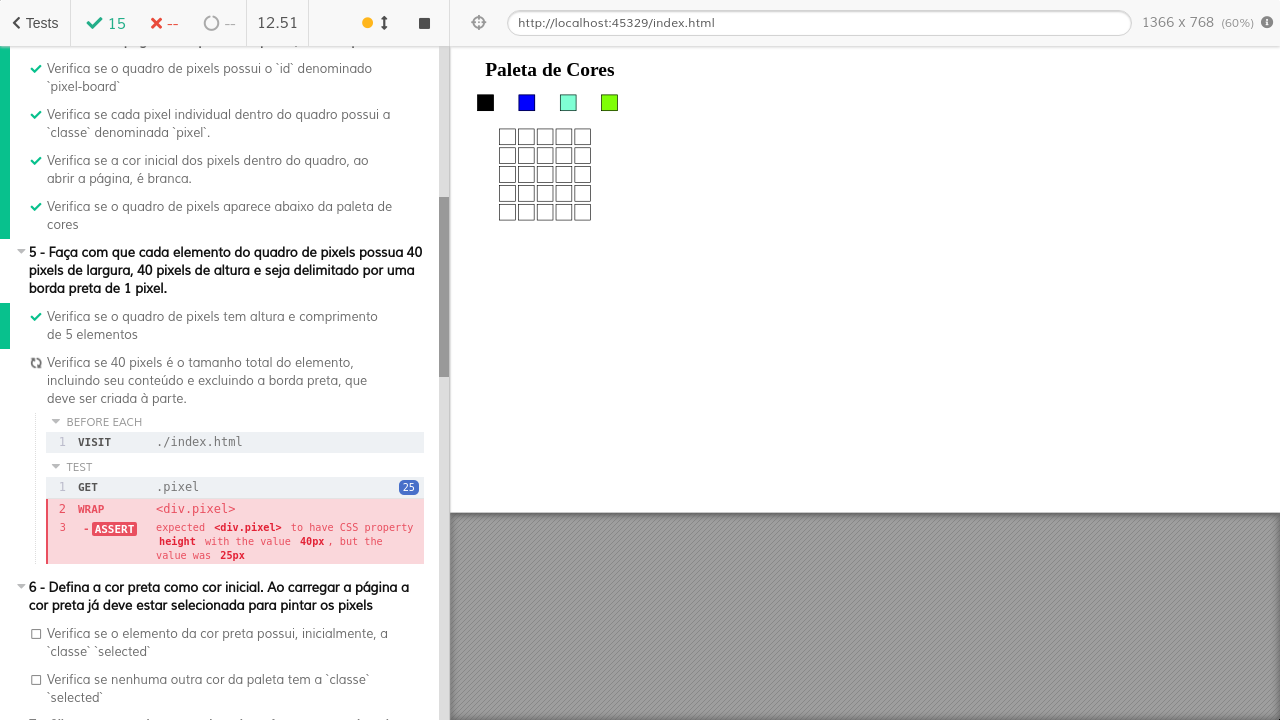 Tests
15
--
--
12.51
http://localhost:45329/index.html
1366 x 768 (60%)
Verifica se o quadro de pixels possui o `id` denominado
`pixel-board`
Verifica se cada pixel individual dentro do quadro possui a
`classe` denominada `pixel`.
Verifica se a cor inicial dos pixels dentro do quadro, ao
abrir a página, é branca.
Verifica se o quadro de pixels aparece abaixo da paleta de
cores
5 - Faça com que cada elemento do quadro de pixels possua 40
pixels de largura, 40 pixels de altura e seja delimitado por uma
borda preta de 1 pixel.
Verifica se o quadro de pixels tem altura e comprimento
de 5 elementos
Verifica se 40 pixels é o tamanho total do elemento,
incluindo seu conteúdo e excluindo a borda preta, que
deve ser criada à parte.
BEFORE EACH
1 VISIT ./index.html
TEST
1 GET .pixel 25
2 WRAP <div.pixel>
3 - ASSERT expected <div.pixel> to have CSS property
height with the value 40px , but the
value was 25px
6 - Defina a cor preta como cor inicial. Ao carregar a página a
cor preta já deve estar selecionada para pintar os pixels
Verifica se o elemento da cor preta possui, inicialmente, a
`classe` `selected`
Verifica se nenhuma outra cor da paleta tem a `classe`
`selected`
Paleta de Cores